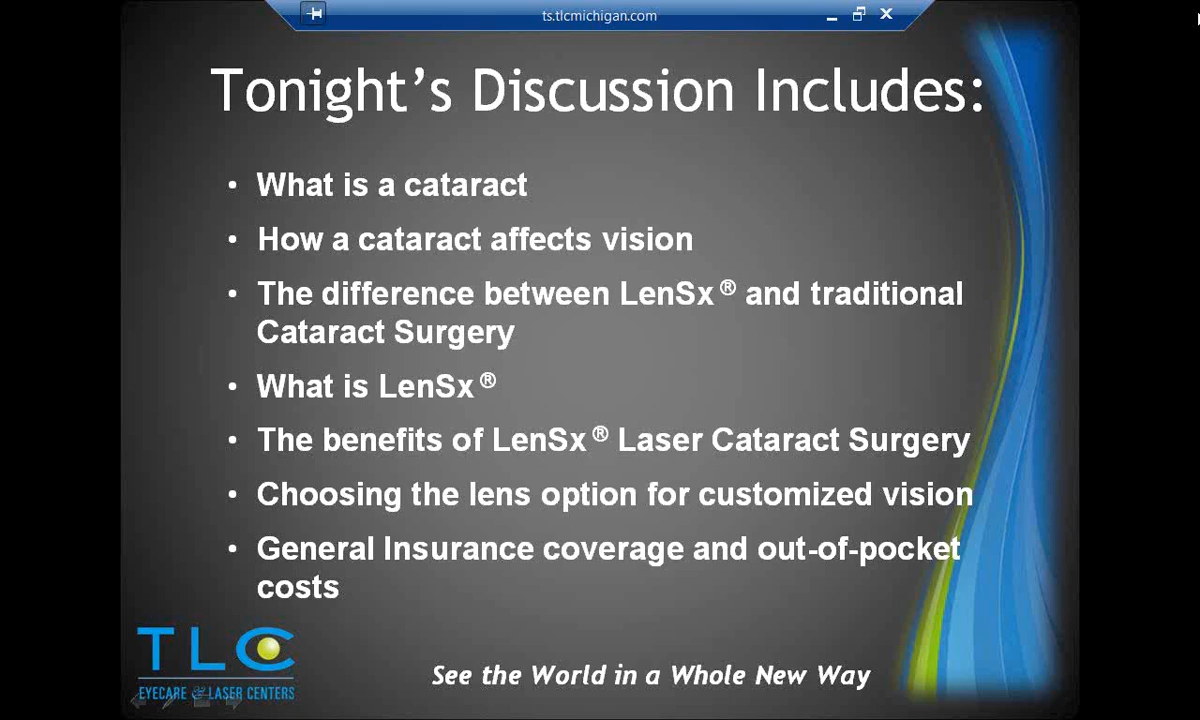 ts.tlcmichigan.com
Tonight’s Discussion Includes:
• What is a cataract
• How a cataract affects vision
• The difference between LenSx® and traditional
Cataract Surgery
• What is LenSx®
• The benefits of LenSx® Laser Cataract Surgery
• Choosing the lens option for customized vision
• General Insurance coverage and out-of-pocket
costs
TLC
EYECARE & LASER CENTERS
See the World in a Whole New Way